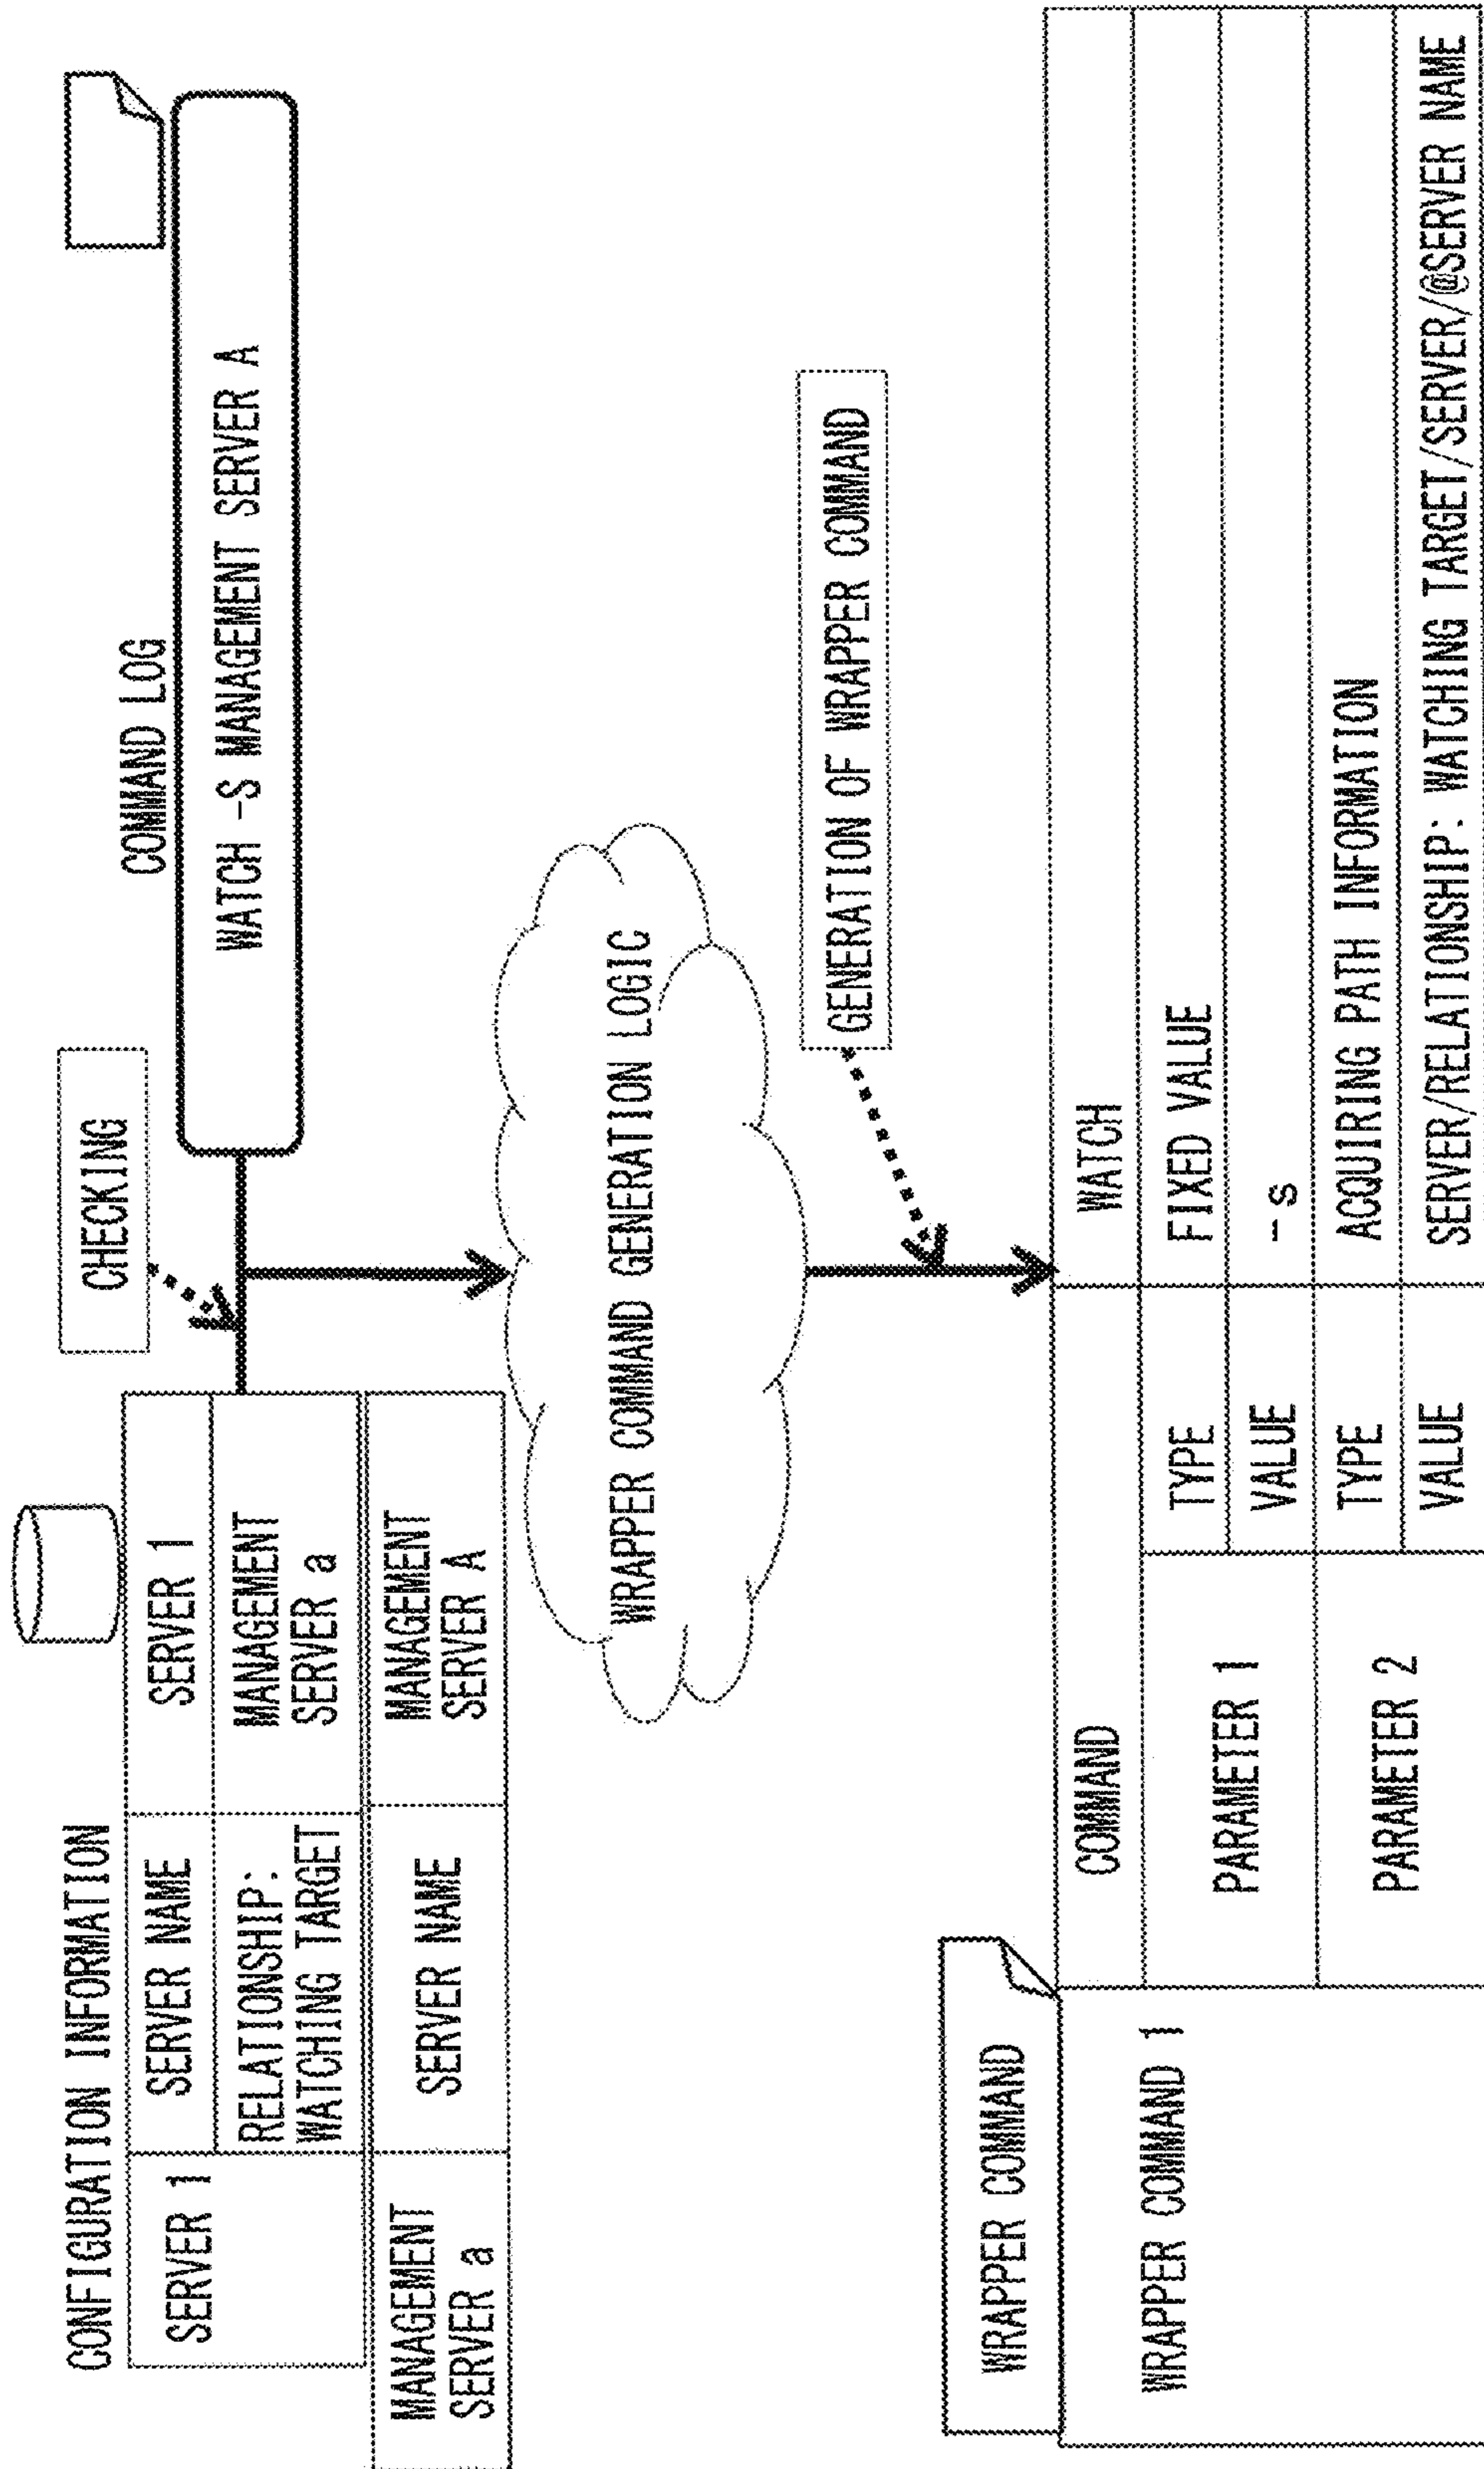 CONFIGURATION INFORMATION
SERVER 1
SERVER NAME
SERVER 1
RELATIONSHIP:
WATCHING TARGET
MANAGEMENT
SERVER a
MANAGEMENT
SERVER a
SERVER NAME
MANAGEMENT
SERVER A
CHECKING
COMMAND LOG
WATCH -S MANAGEMENT SERVER A
WRAPPER COMMAND GENERATION LOGIC
GENERATION OF WRAPPER COMMAND
WRAPPER COMMAND
WRAPPER COMMAND 1
COMMAND
WATCH
PARAMETER 1
TYPE
FIXED VALUE
VALUE
-s
PARAMETER 2
TYPE
ACQUIRING PATH INFORMATION
VALUE
SERVER/RELATIONSHIP: WATCHING TARGET/SERVER/@SERVER NAME